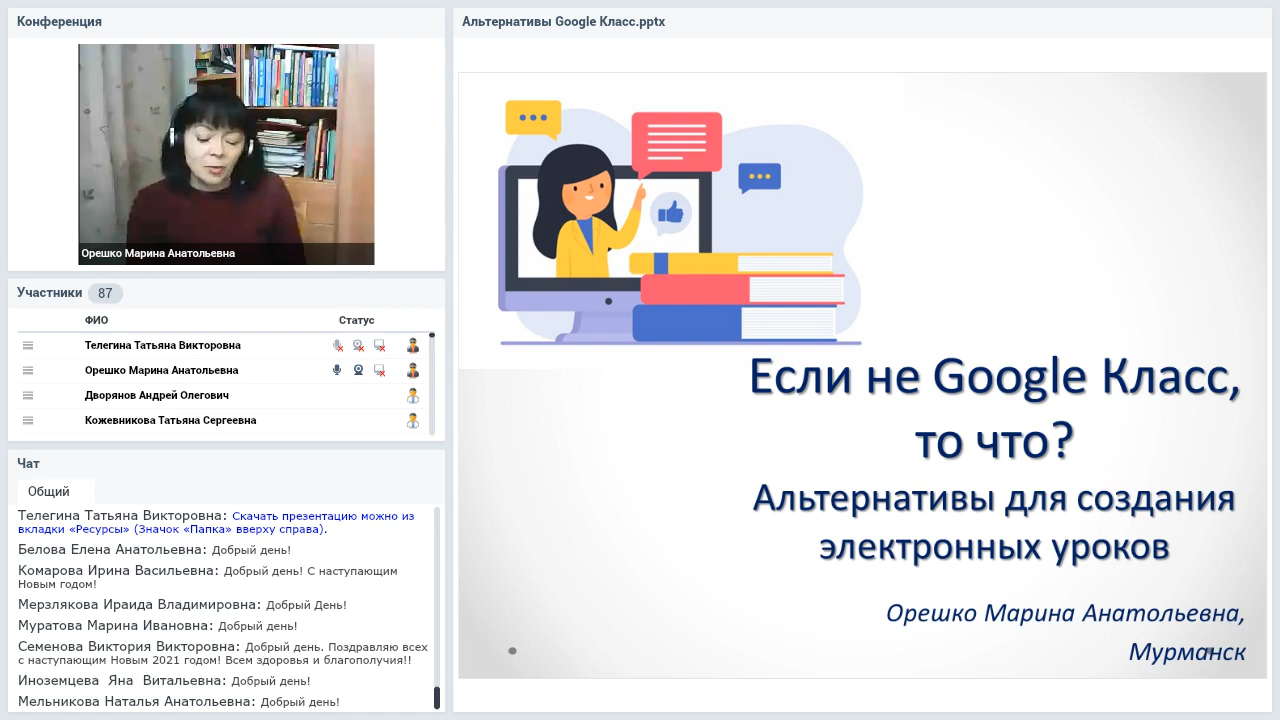 Конференция
Орешко Марина Анатольевна
Участники 87
ФИО Статус
Телегина Татьяна Викторовна
Орешко Марина Анатольевна
Дворянов Андрей Олегович
Кожевникова Татьяна Сергеевна
Чат
Общий
Телегина Татьяна Викторовна: Скачать презентацию можно из
вкладки «Ресурсы» (Значок «Папка» вверху справа).
Белова Елена Анатольевна: Добрый день!
Комарова Ирина Васильевна: Добрый день! С наступающим
Новым годом!
Мерзлякова Ираида Владимировна: Добрый День!
Муратова Марина Ивановна: Добрый день!
Семенова Виктория Викторовна: Добрый день. Поздравляю всех
с наступающим Новым 2021 годом! Всем здоровья и благополучия!!
Иноземцева Яна Витальевна: Добрый день!
Мельникова Наталья Анатольевна: Добрый день!
Альтернативы Google Класс.pptx
Если не Google Класс,
то что?
Альтернативы для создания
электронных уроков
Орешко Марина Анатольевна,
Мурманск